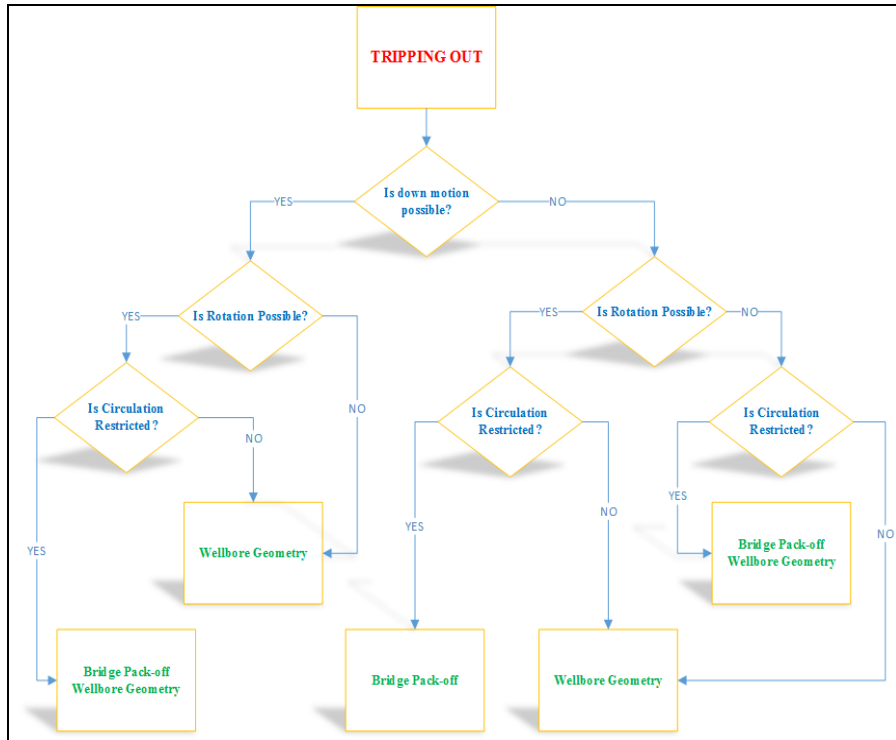 TRIPPING OUT
Is down motion
possible?
YES
NO
Is Rotation Possible?
Is Rotation Possible?
YES
YES
NO
Is Circulation
Restricted ?
NO
Is Circulation
Restricted ?
Is Circulation
Restricted ?
NO
YES
YES
NO
NO
YES
Wellbore Geometry
Bridge Pack-off
Wellbore Geometry
Bridge Pack-off
Wellbore Geometry
Bridge Pack-off
Wellbore Geometry